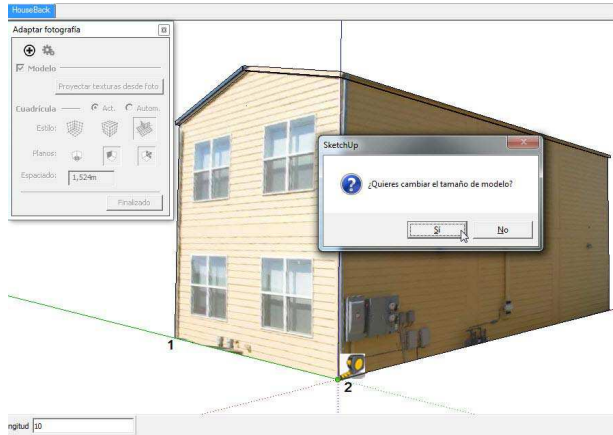 HouseBack
Adaptar fotografía
Modelo
Proyectar texturas desde foto
Cuadrícula
Act.
Autom.
Estilo:
Planos:
Espaciado:
1,524m
Finalizado
SketchUp
¿Quieres cambiar el tamaño de modelo?
Sí
No
1
2
ngitud
10